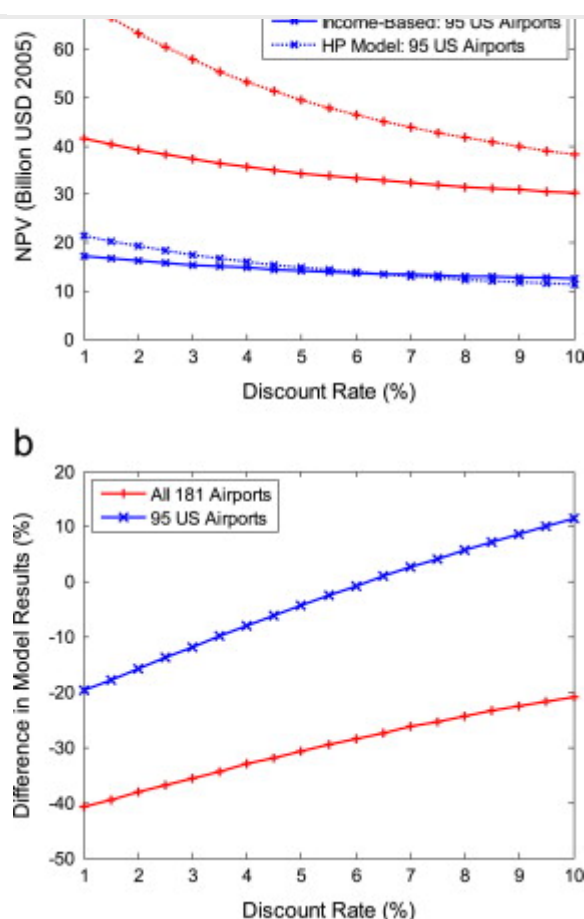 Income-Based: 95 US Airports
HP Model: 95 US Airports
NPV (Billion USD 2005)
60
50
40
30
20
10
0
1 2 3 4 5 6 7 8 9 10
Discount Rate (%)
b
All 181 Airports
95 US Airports
Difference in Model Results (%)
20
10
0
-10
-20
-30
-40
-50
1 2 3 4 5 6 7 8 9 10
Discount Rate (%)